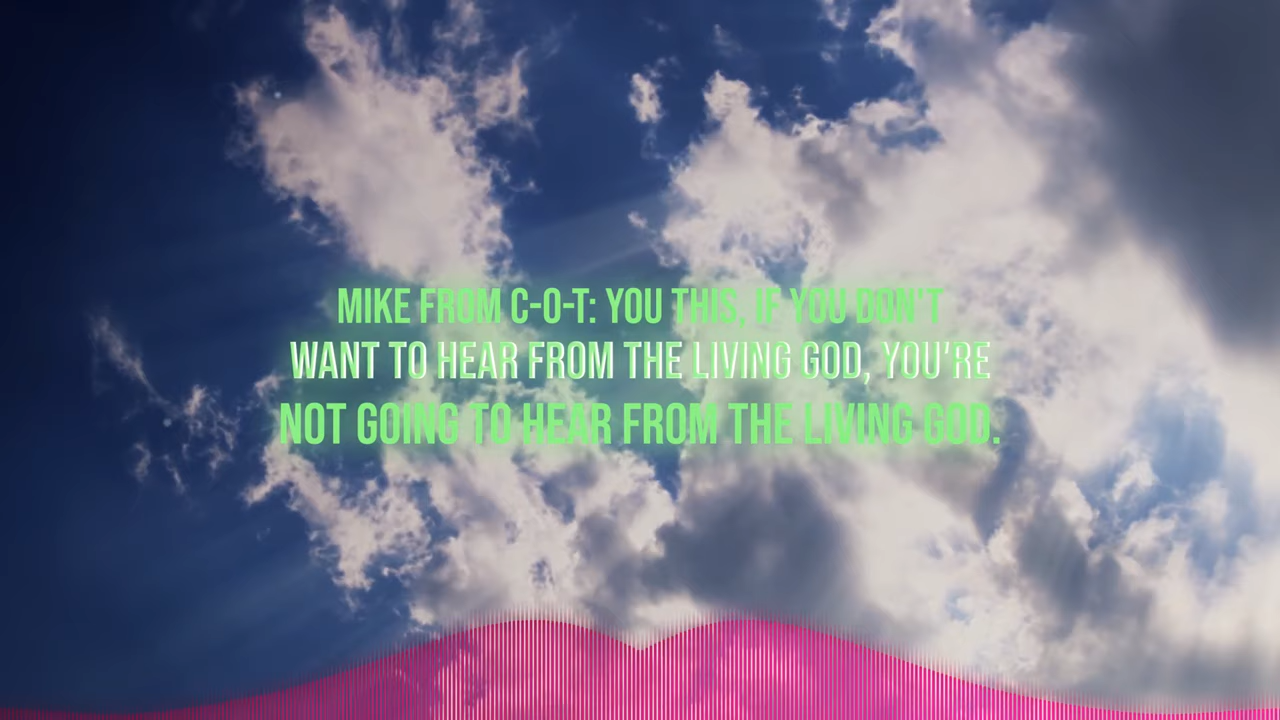 MIKE FROM C-O-T: YOU THIS, IF YOU DON'T
WANT TO HEAR FROM THE LIVING GOD, YOU'RE
NOT GOING TO HEAR FROM THE LIVING GOD.